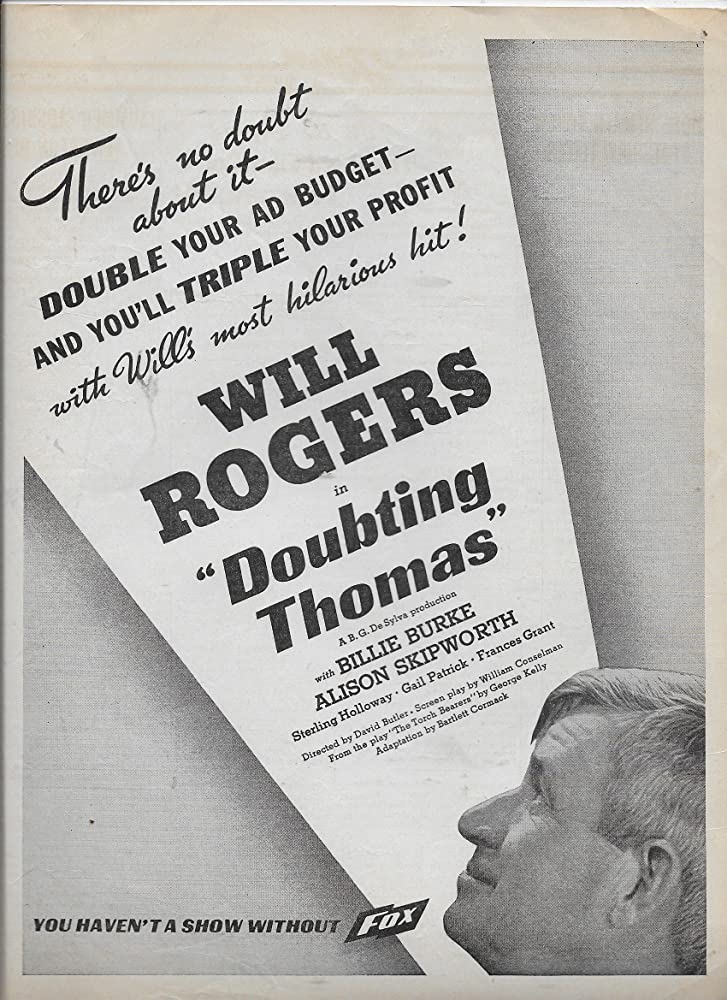 There's no doubt
about it—
DOUBLE YOUR AD BUDGET—
AND YOU'LL TRIPLE YOUR PROFIT
with Will's most hilarious hit!
WILL
ROGERS
in
"Doubting
Thomas"
A B.G. De Sylva production
with BILLIE BURKE
ALISON SKIPWORTH
Sterling Holloway · Gail Patrick · Frances Grant
Directed by David Butler · Screen play by William Conselman
From the play "The Torch Bearers" by George Kelly
Adaptation by Bartlett Cormack
YOU HAVEN'T A SHOW WITHOUT FOX